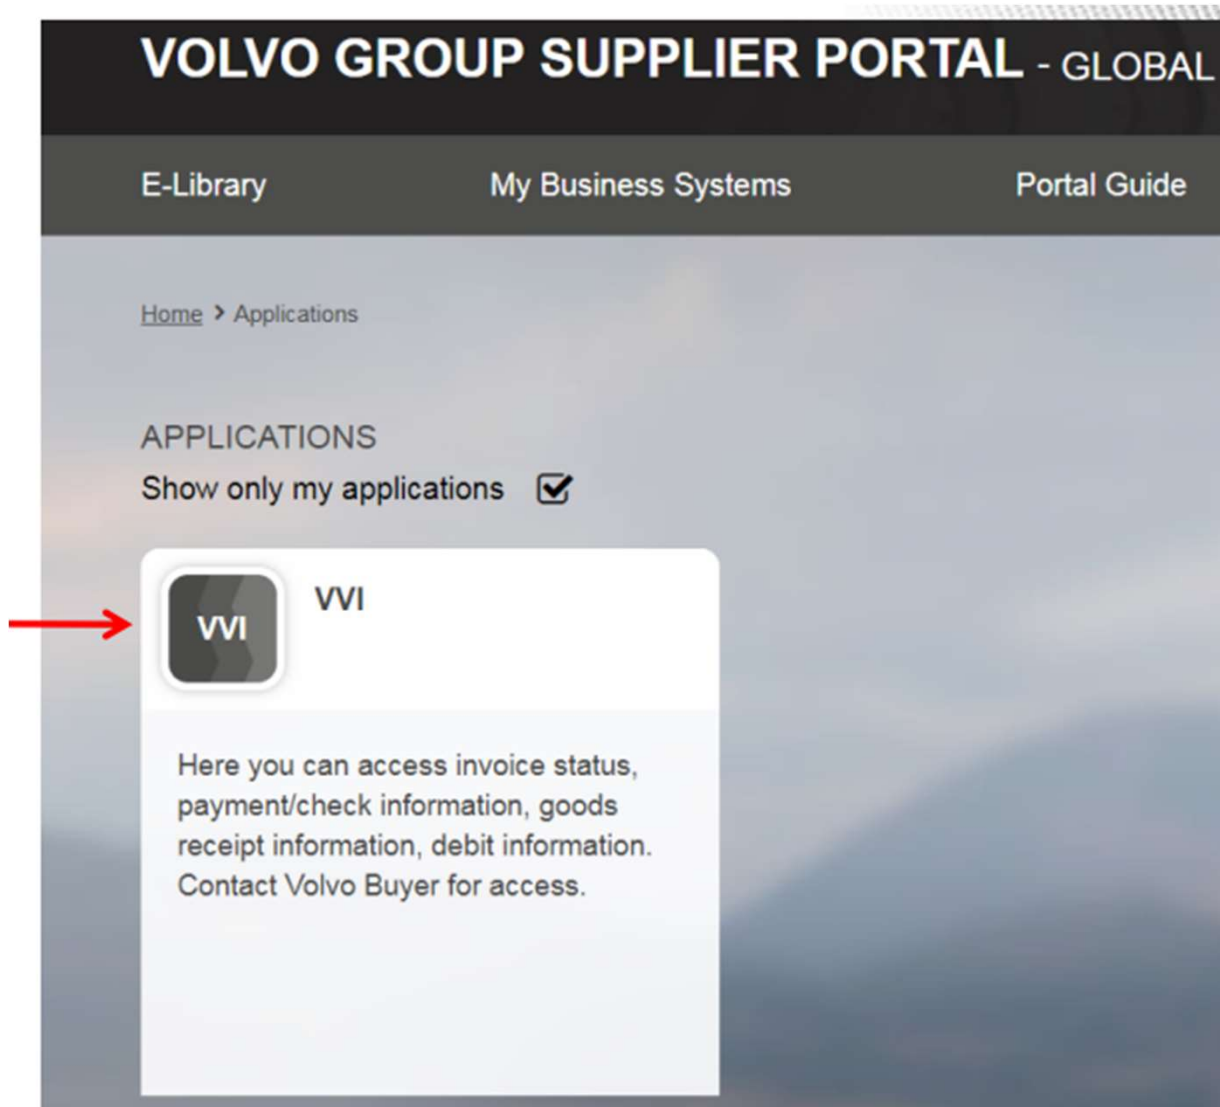 VOLVO GROUP SUPPLIER PORTAL - GLOBAL
E-Library My Business Systems Portal Guide
Home > Applications
APPLICATIONS
Show only my applications
VVI
VVI
Here you can access invoice status,
payment/check information, goods
receipt information, debit information.
Contact Volvo Buyer for access.